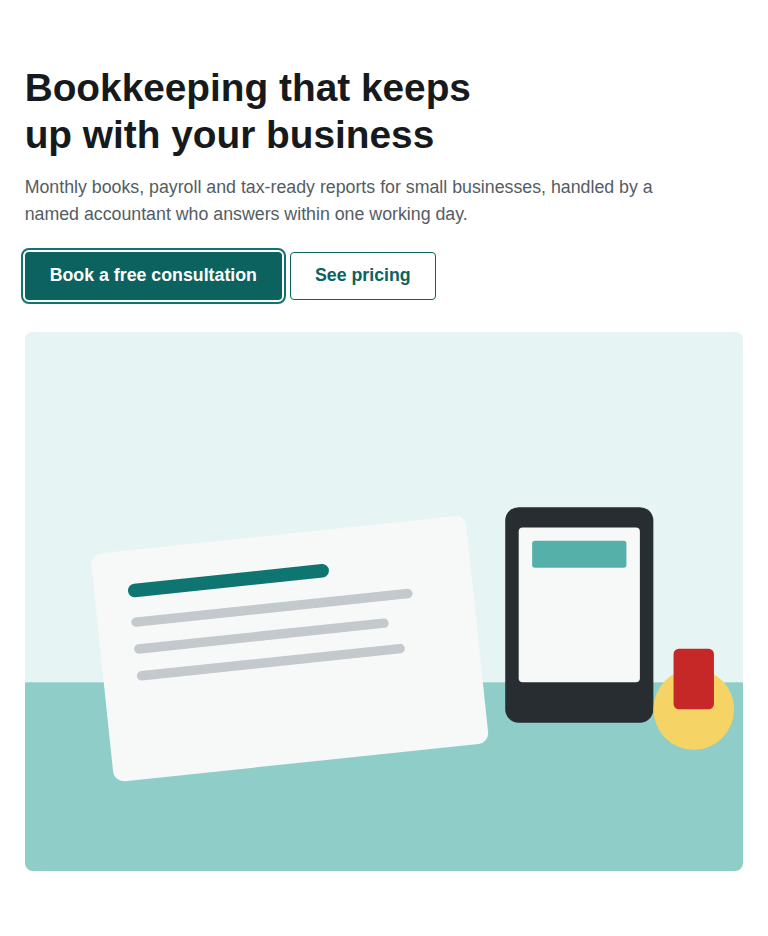 Bookkeeping that keeps
up with your business
Monthly books, payroll and tax-ready reports for small businesses, handled by a
named accountant who answers within one working day.
Book a free consultation
See pricing